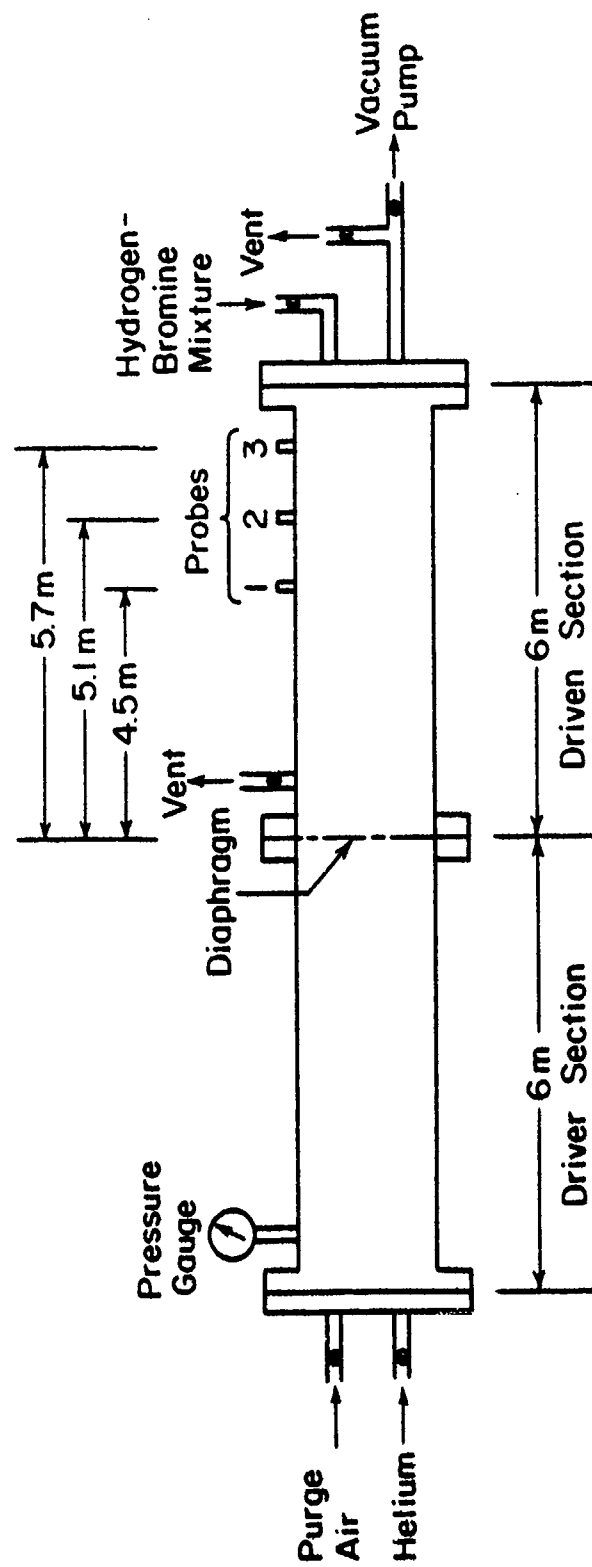 5.7m
5.1m
4.5m
Hydrogen-
Bromine
Mixture
Vent
Vacuum
Pump
Probes
1 2 3
Vent
Diaphragm
Pressure
Gauge
Purge
Air
Helium
6m
Driver Section
6m
Driven Section